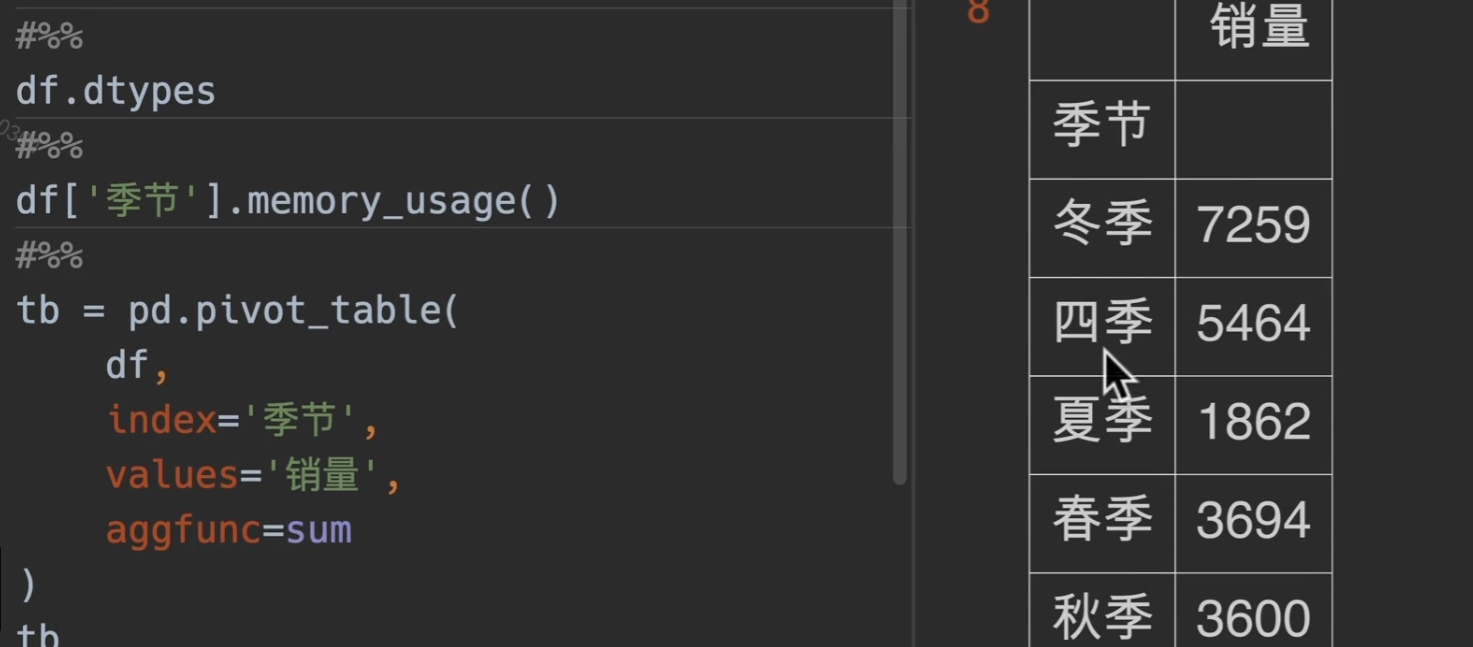 #%%
df.dtypes
#%%
df['季节'].memory_usage()
#%%
tb = pd.pivot_table(
    df,
    index='季节',
    values='销量',
    aggfunc=sum
)
tb
8
销量
季节
冬季 7259
四季 5464
夏季 1862
春季 3694
秋季 3600